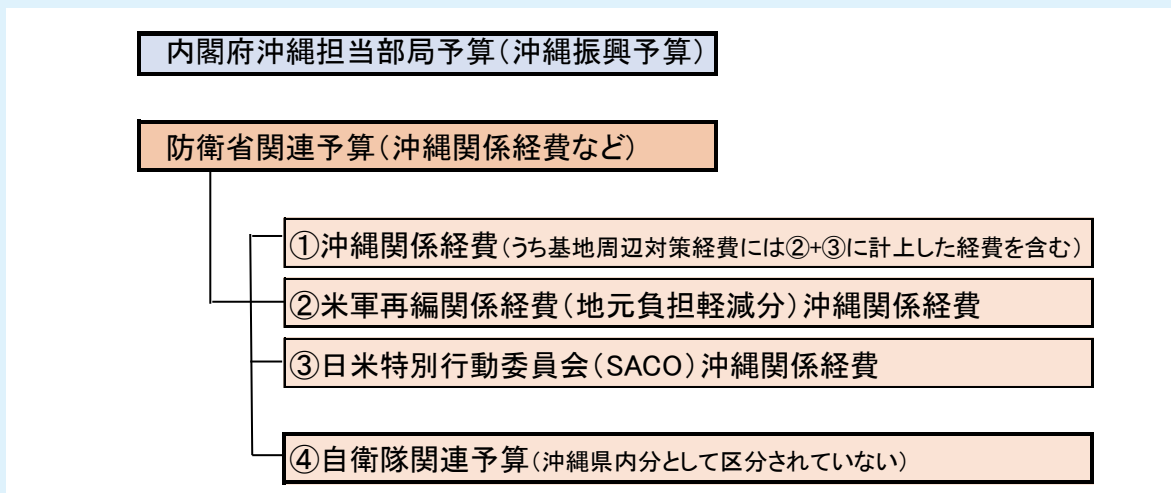 内閣府沖縄担当部局予算(沖縄振興予算)
防衛省関連予算(沖縄関係経費など)
①沖縄関係経費(うち基地周辺対策経費には②+③に計上した経費を含む)
②米軍再編関係経費(地元負担軽減分)沖縄関係経費
③日米特別行動委員会(SACO)沖縄関係経費
④自衛隊関連予算(沖縄県内分として区分されていない)